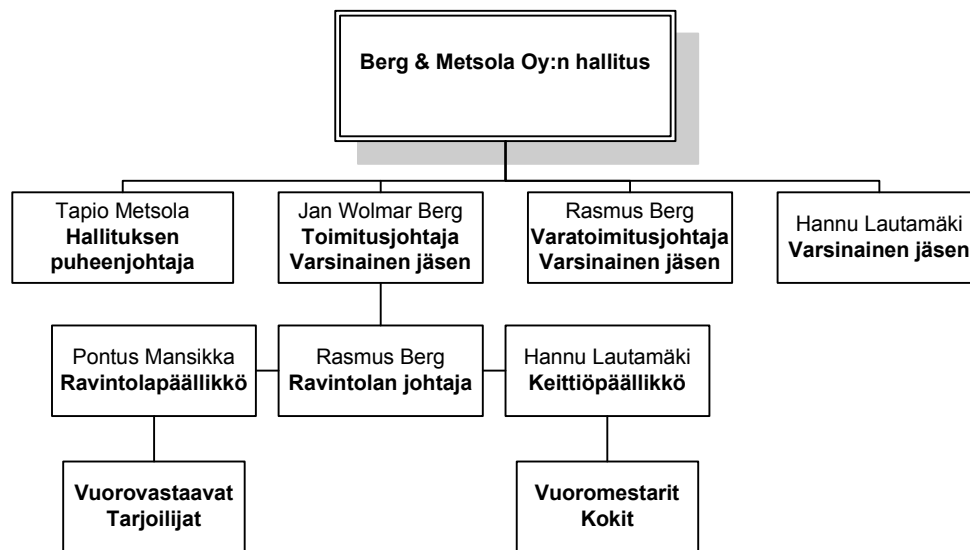 Berg & Metsola Oy:n hallitus
Tapio Metsola
Hallituksen
puheenjohtaja
Jan Wolmar Berg
Toimitusjohtaja
Varsinainen jäsen
Rasmus Berg
Varatoimitusjohtaja
Varsinainen jäsen
Hannu Lautamäki
Varsinainen jäsen
Pontus Mansikka
Ravintolapäällikkö
Rasmus Berg
Ravintolan johtaja
Hannu Lautamäki
Keittiöpäällikkö
Vuorovastaavat
Tarjoilijat
Vuoromestarit
Kokit